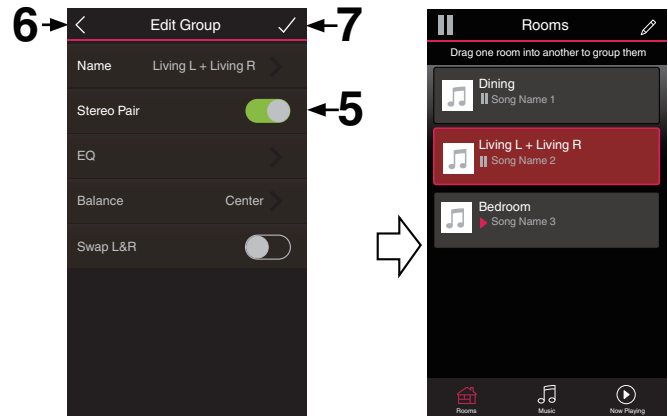 6
Edit Group
7
Name Living L + Living R
Stereo Pair
5
EQ
Balance Center
Swap L&R
Rooms
Drag one room into another to group them
Dining
Song Name 1
Living L + Living R
Song Name 2
Bedroom
Song Name 3
Rooms Music Now Playing